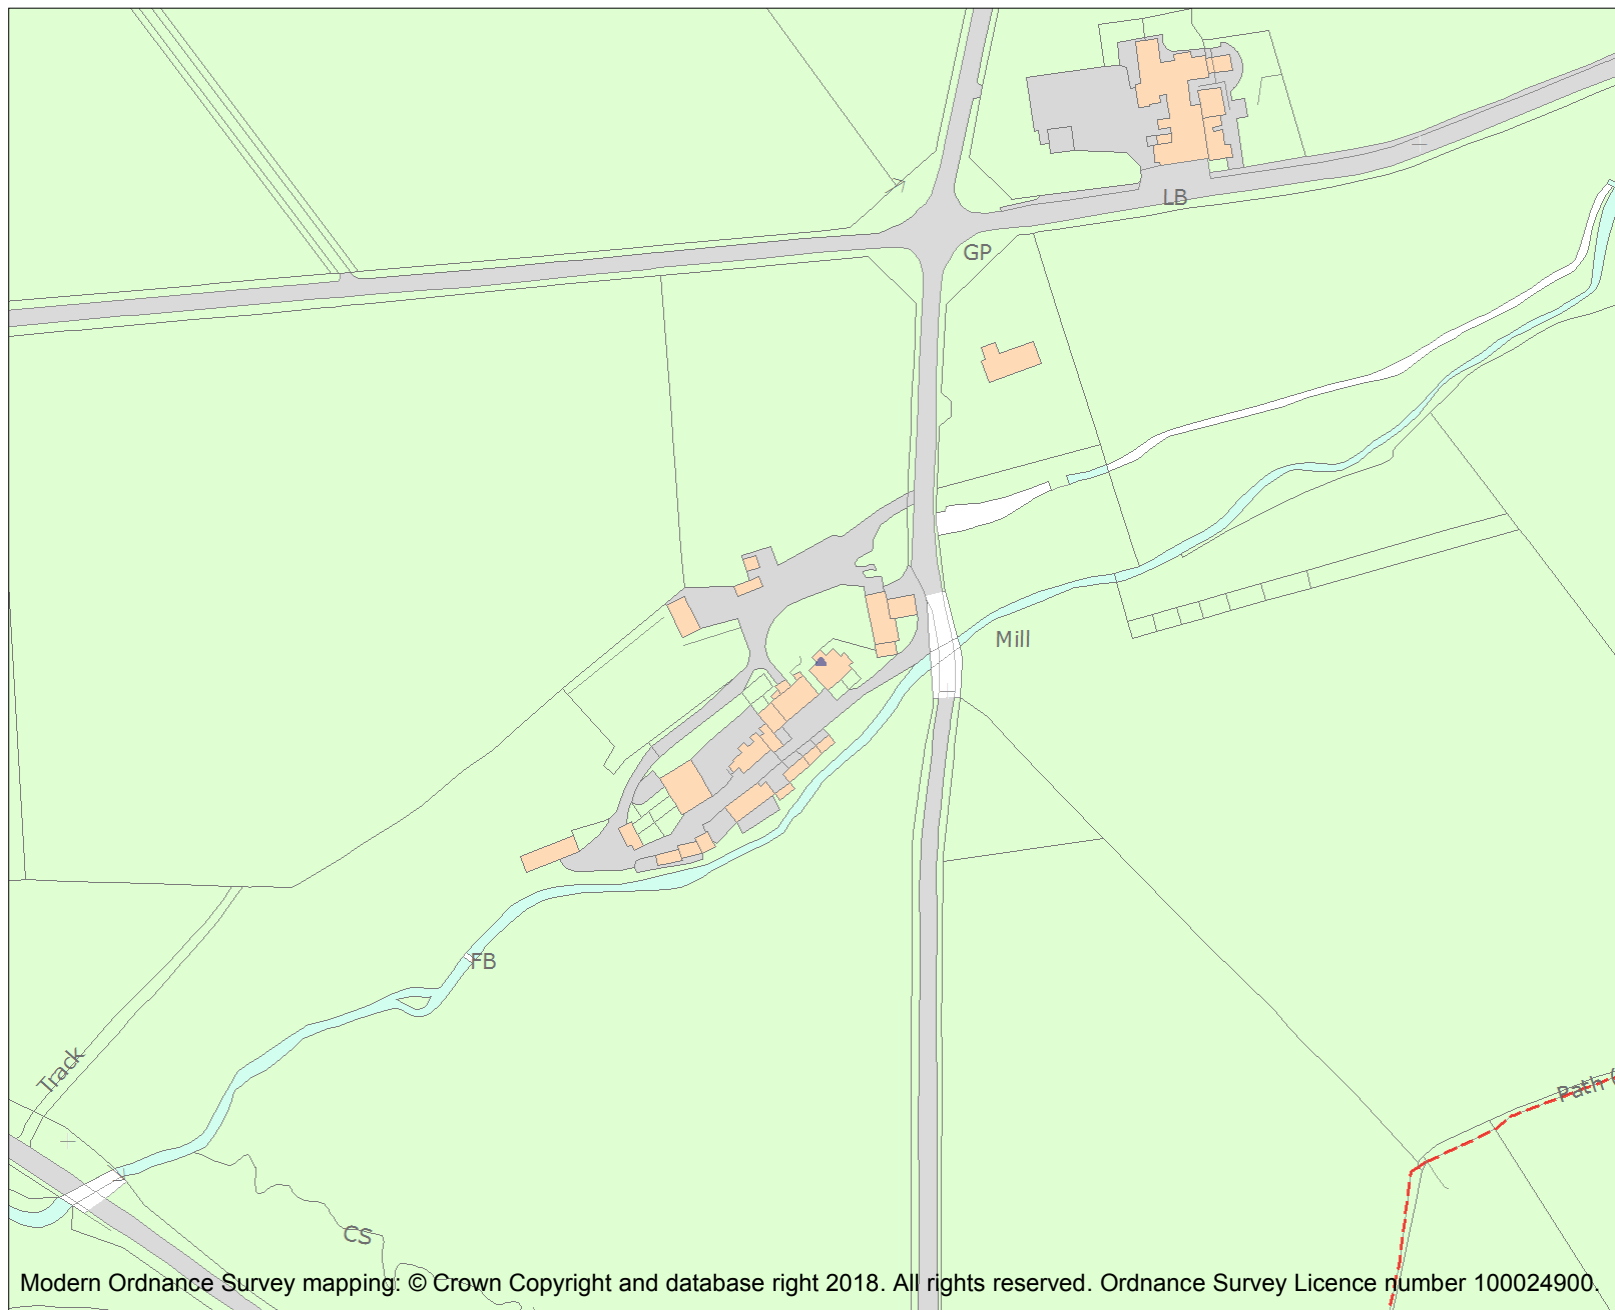 LB
GP
Mill
FB
Track
Path
CS
Modern Ordnance Survey mapping: © Crown Copyright and database right 2018. All rights reserved. Ordnance Survey Licence number 100024900.